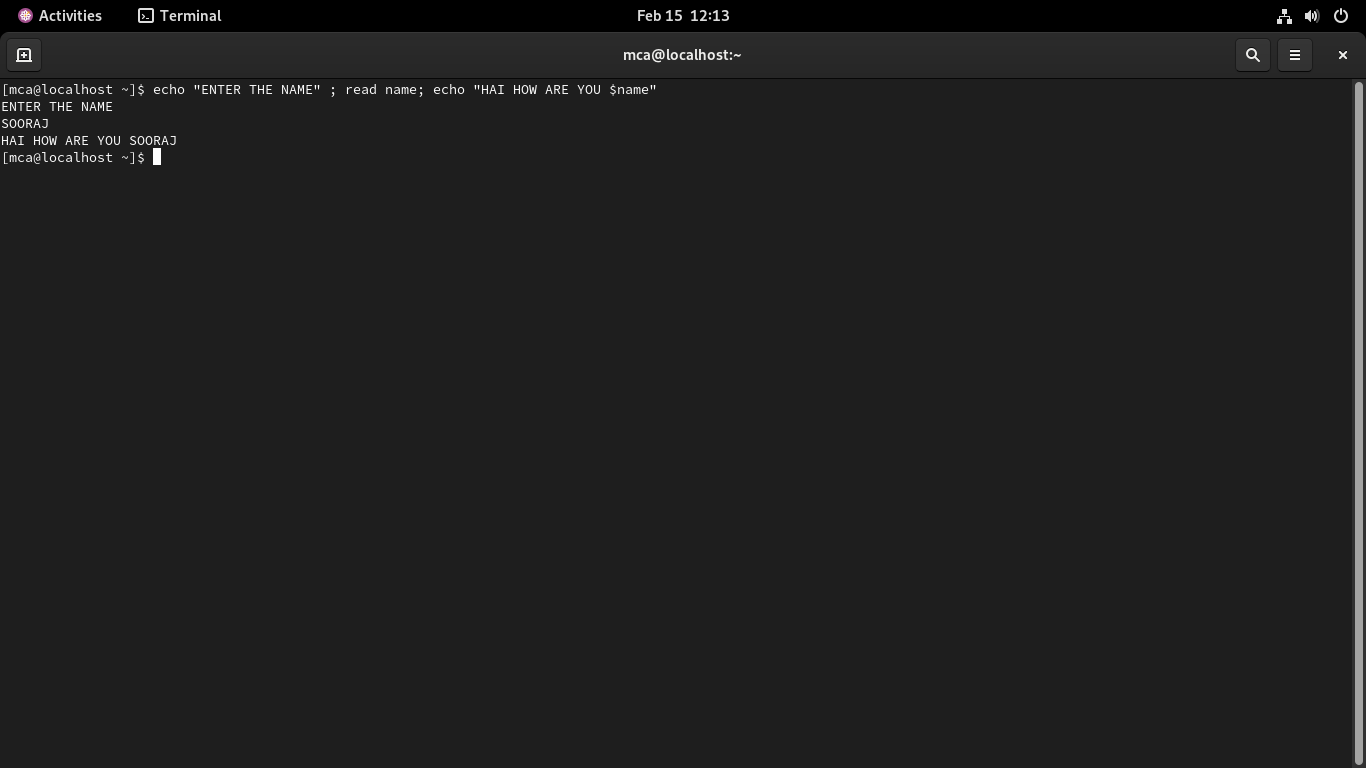 Activities Terminal Feb 15 12:13
mca@localhost:~
[mca@localhost ~]$ echo "ENTER THE NAME" ; read name; echo "HAI HOW ARE YOU $name"
ENTER THE NAME
SOORAJ
HAI HOW ARE YOU SOORAJ
[mca@localhost ~]$